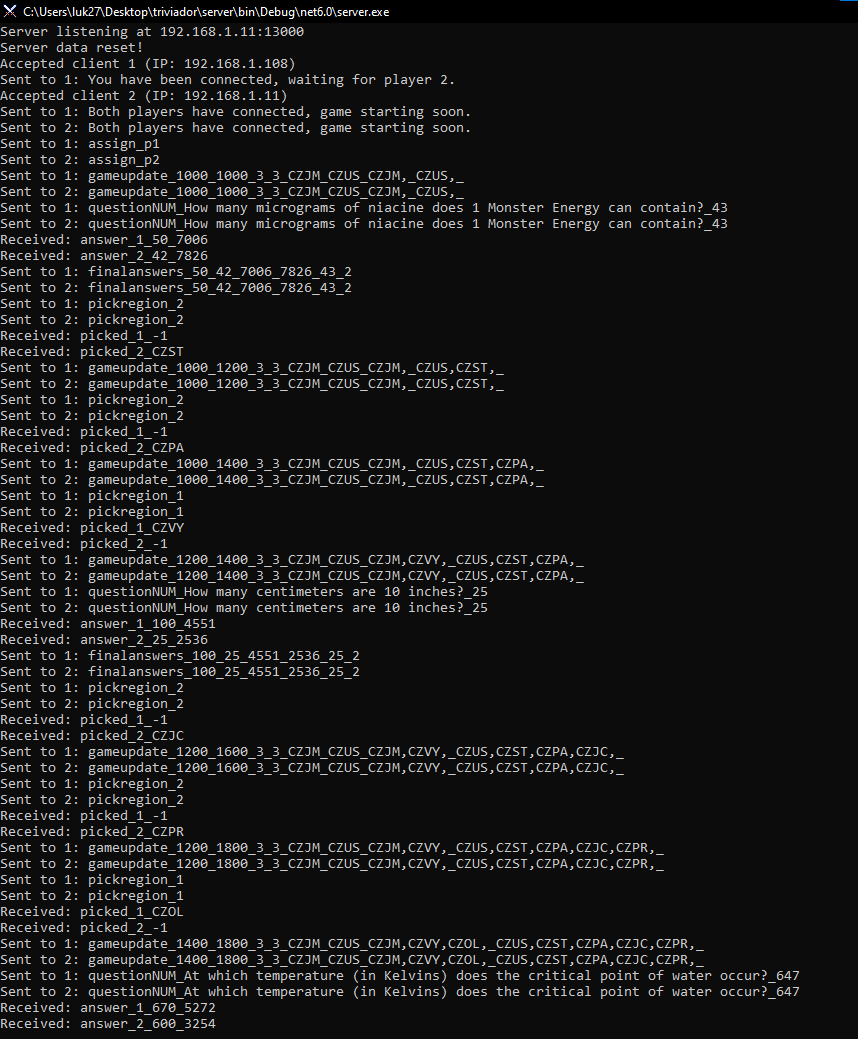 C:\Users\luk27\Desktop\triviador\server\bin\Debug\net6.0\server.exe
Server listening at 192.168.1.11:13000
Server data reset!
Accepted client 1 (IP: 192.168.1.108)
Sent to 1: You have been connected, waiting for player 2.
Accepted client 2 (IP: 192.168.1.11)
Sent to 1: Both players have connected, game starting soon.
Sent to 2: Both players have connected, game starting soon.
Sent to 1: assign_p1
Sent to 2: assign_p2
Sent to 1: gameupdate_1000_1000_3_3_CZJM_CZUS_CZJM,_CZUS,_
Sent to 2: gameupdate_1000_1000_3_3_CZJM_CZUS_CZJM,_CZUS,_
Sent to 1: questionNUM_How many micrograms of niacine does 1 Monster Energy can contain?_43
Sent to 2: questionNUM_How many micrograms of niacine does 1 Monster Energy can contain?_43
Received: answer_1_50_7006
Received: answer_2_42_7826
Sent to 1: finalanswers_50_42_7006_7826_43_2
Sent to 2: finalanswers_50_42_7006_7826_43_2
Sent to 1: pickregion_2
Sent to 2: pickregion_2
Received: picked_1_-1
Received: picked_2_CZST
Sent to 1: gameupdate_1000_1200_3_3_CZJM_CZUS_CZJM,_CZUS,CZST,_
Sent to 2: gameupdate_1000_1200_3_3_CZJM_CZUS_CZJM,_CZUS,CZST,_
Sent to 1: pickregion_2
Sent to 2: pickregion_2
Received: picked_1_-1
Received: picked_2_CZPA
Sent to 1: gameupdate_1000_1400_3_3_CZJM_CZUS_CZJM,_CZUS,CZST,CZPA,_
Sent to 2: gameupdate_1000_1400_3_3_CZJM_CZUS_CZJM,_CZUS,CZST,CZPA,_
Sent to 1: pickregion_1
Sent to 2: pickregion_1
Received: picked_1_CZVY
Received: picked_2_-1
Sent to 1: gameupdate_1200_1400_3_3_CZJM_CZUS_CZJM,CZVY,_CZUS,CZST,CZPA,_
Sent to 2: gameupdate_1200_1400_3_3_CZJM_CZUS_CZJM,CZVY,_CZUS,CZST,CZPA,_
Sent to 1: questionNUM_How many centimeters are 10 inches?_25
Sent to 2: questionNUM_How many centimeters are 10 inches?_25
Received: answer_1_100_4551
Received: answer_2_25_2536
Sent to 1: finalanswers_100_25_4551_2536_25_2
Sent to 2: finalanswers_100_25_4551_2536_25_2
Sent to 1: pickregion_2
Sent to 2: pickregion_2
Received: picked_1_-1
Received: picked_2_CZJC
Sent to 1: gameupdate_1200_1600_3_3_CZJM_CZUS_CZJM,CZVY,_CZUS,CZST,CZPA,CZJC,_
Sent to 2: gameupdate_1200_1600_3_3_CZJM_CZUS_CZJM,CZVY,_CZUS,CZST,CZPA,CZJC,_
Sent to 1: pickregion_2
Sent to 2: pickregion_2
Received: picked_1_-1
Received: picked_2_CZPR
Sent to 1: gameupdate_1200_1800_3_3_CZJM_CZUS_CZJM,CZVY,_CZUS,CZST,CZPA,CZJC,CZPR,_
Sent to 2: gameupdate_1200_1800_3_3_CZJM_CZUS_CZJM,CZVY,_CZUS,CZST,CZPA,CZJC,CZPR,_
Sent to 1: pickregion_1
Sent to 2: pickregion_1
Received: picked_1_CZOL
Received: picked_2_-1
Sent to 1: gameupdate_1400_1800_3_3_CZJM_CZUS_CZJM,CZVY,CZOL,_CZUS,CZST,CZPA,CZJC,CZPR,_
Sent to 2: gameupdate_1400_1800_3_3_CZJM_CZUS_CZJM,CZVY,CZOL,_CZUS,CZST,CZPA,CZJC,CZPR,_
Sent to 1: questionNUM_At which temperature (in Kelvins) does the critical point of water occur?_647
Sent to 2: questionNUM_At which temperature (in Kelvins) does the critical point of water occur?_647
Received: answer_1_670_5272
Received: answer_2_600_3254